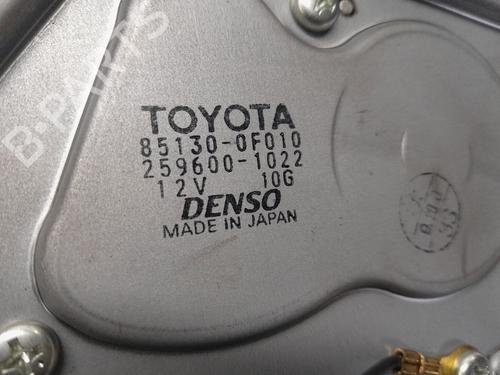 B-PARTS
TOYOTA
85130-0F010
259600-1022
12V 10G
DENSO
MADE IN JAPAN